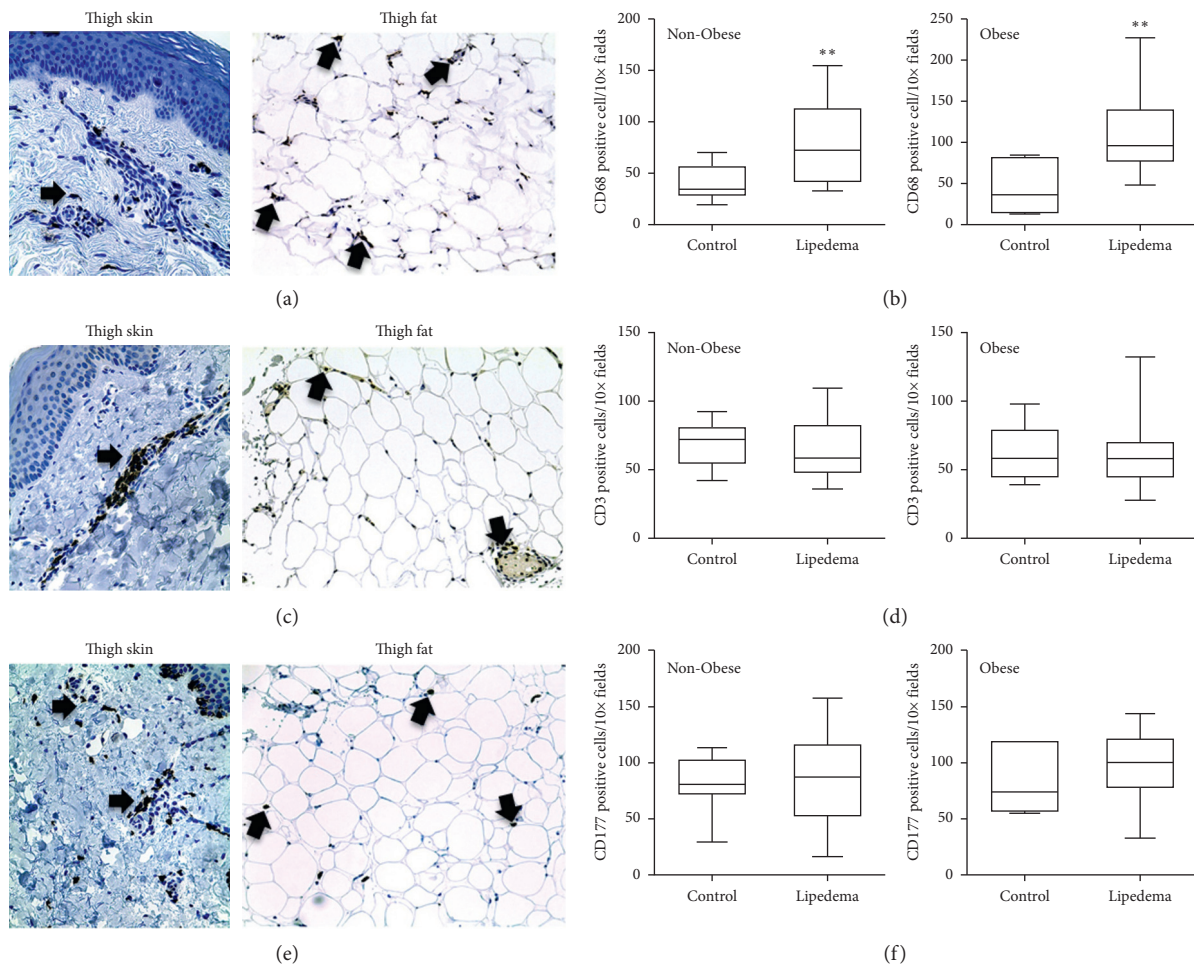 Thigh skin
Thigh fat
(a)
CD68 positive cell/10× fields
200
150
100
50
0
Non-Obese
**
Control
Lipedema
CD68 positive cell/10× fields
250
200
150
100
50
0
Obese
**
Control
Lipedema
(b)
Thigh skin
Thigh fat
(c)
CD3 positive cells/10× fields
150
100
50
0
Non-Obese
Control
Lipedema
CD3 positive cells/10× fields
150
100
50
0
Obese
Control
Lipedema
(d)
Thigh skin
Thigh fat
(e)
CD177 positive cells/10× fields
200
150
100
50
0
Non-Obese
Control
Lipedema
CD177 positive cells/10× fields
200
150
100
50
0
Obese
Control
Lipedema
(f)